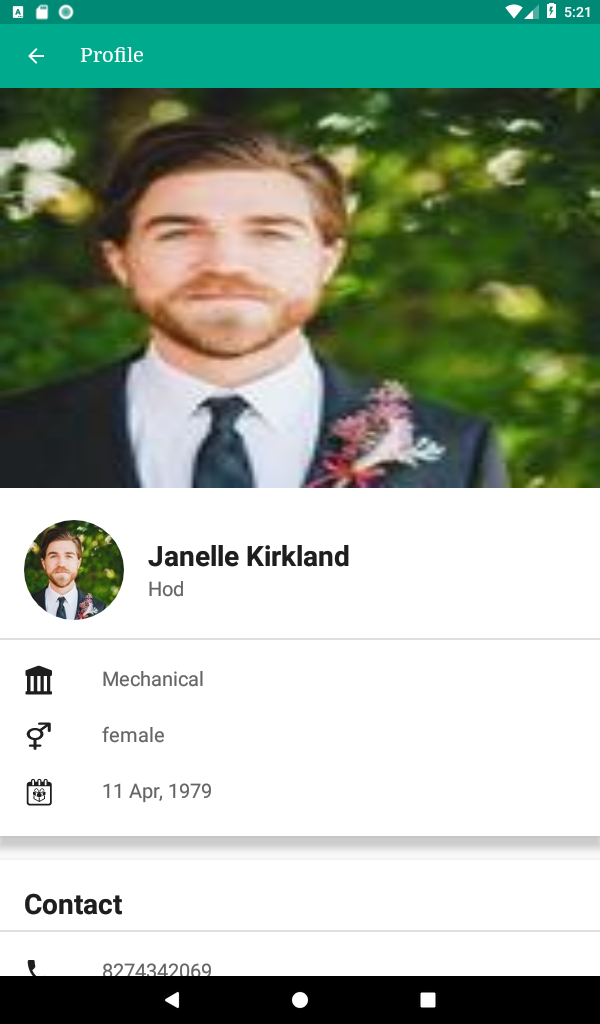 5:21
Profile
Janelle Kirkland
Hod
Mechanical
female
11 Apr, 1979
Contact
8274342069